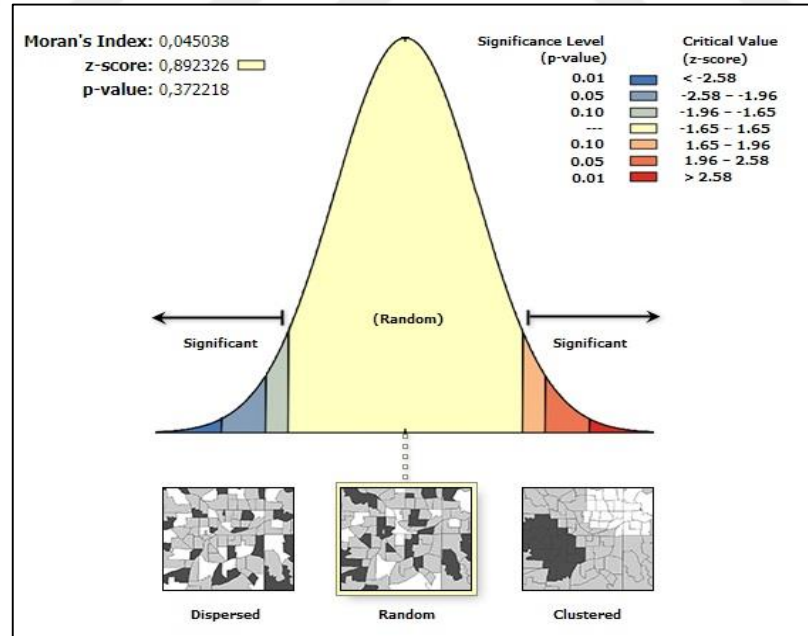 Moran's Index: 0,045038
z-score: 0,892326
p-value: 0,372218
Significance Level
(p-value)
Critical Value
(z-score)
0.01 < -2.58
0.05 -2.58 – -1.96
0.10 -1.96 – -1.65
--- -1.65 – 1.65
0.10 1.65 – 1.96
0.05 1.96 – 2.58
0.01 > 2.58
Significant
(Random)
Significant
Dispersed
Random
Clustered